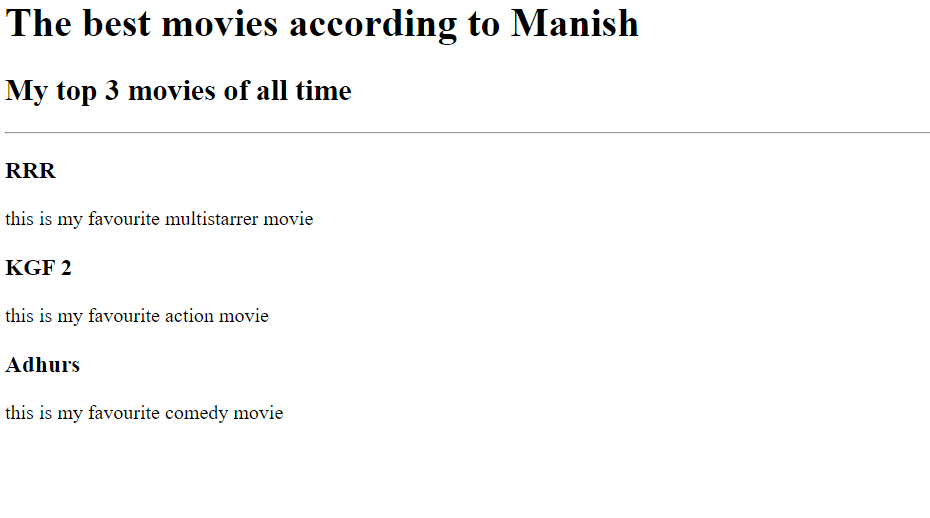 The best movies according to Manish
My top 3 movies of all time
RRR
this is my favourite multistarrer movie
KGF 2
this is my favourite action movie
Adhurs
this is my favourite comedy movie